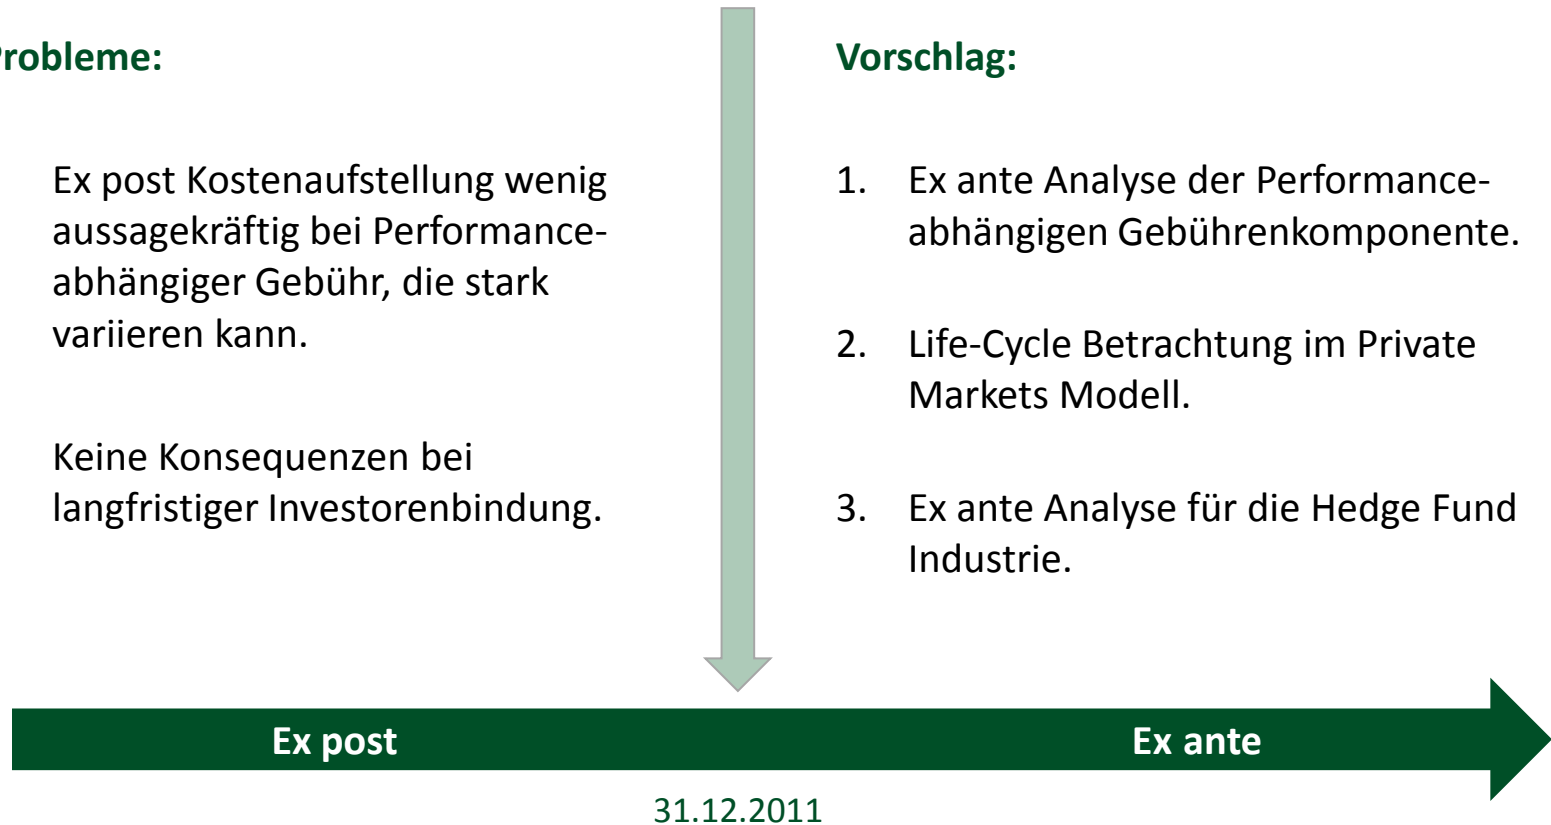 Probleme:
Ex post Kostenaufstellung wenig
aussagekräftig bei Performance-
abhängiger Gebühr, die stark
variieren kann.
Keine Konsequenzen bei
langfristiger Investorenbindung.
Vorschlag:
1. Ex ante Analyse der Performance-
abhängigen Gebührenkomponente.
2. Life-Cycle Betrachtung im Private
Markets Modell.
3. Ex ante Analyse für die Hedge Fund
Industrie.
Ex post
Ex ante
31.12.2011